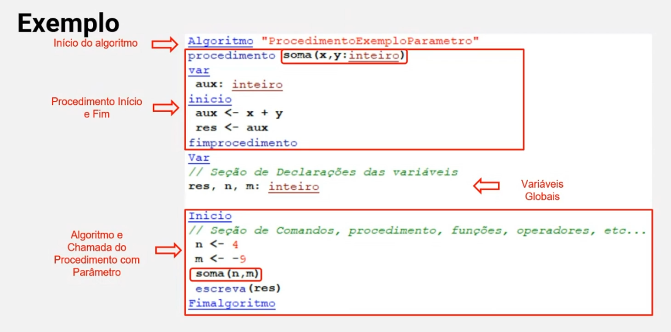 Exemplo
Início do algoritmo
Algoritmo "ProcedimentoExemploParametro"
procedimento soma(x,y:inteiro)
var
aux: inteiro
inicio
Procedimento Início
e Fim
aux <- x + y
res <- aux
fimprocedimento
Var
// Seção de Declarações das variáveis
res, n, m: inteiro
Variáveis
Globais
Inicio
// Seção de Comandos, procedimento, funções, operadores, etc...
n <- 4
Algoritmo e
Chamada do
Procedimento com
Parâmetro
m <- -9
soma(n,m)
escreva(res)
Fimalgoritmo